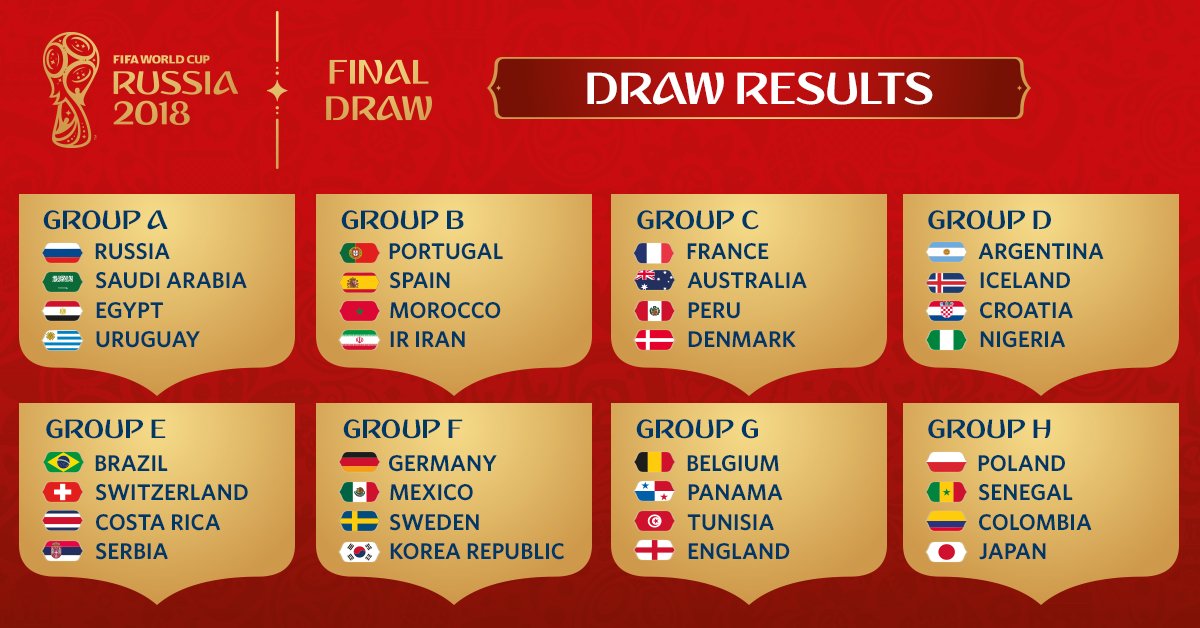 FIFA WORLD CUP
RUSSIA
2018
FINAL
DRAW
DRAW RESULTS
GROUP A
RUSSIA
SAUDI ARABIA
EGYPT
URUGUAY
GROUP B
PORTUGAL
SPAIN
MOROCCO
IR IRAN
GROUP C
FRANCE
AUSTRALIA
PERU
DENMARK
GROUP D
ARGENTINA
ICELAND
CROATIA
NIGERIA
GROUP E
BRAZIL
SWITZERLAND
COSTA RICA
SERBIA
GROUP F
GERMANY
MEXICO
SWEDEN
KOREA REPUBLIC
GROUP G
BELGIUM
PANAMA
TUNISIA
ENGLAND
GROUP H
POLAND
SENEGAL
COLOMBIA
JAPAN